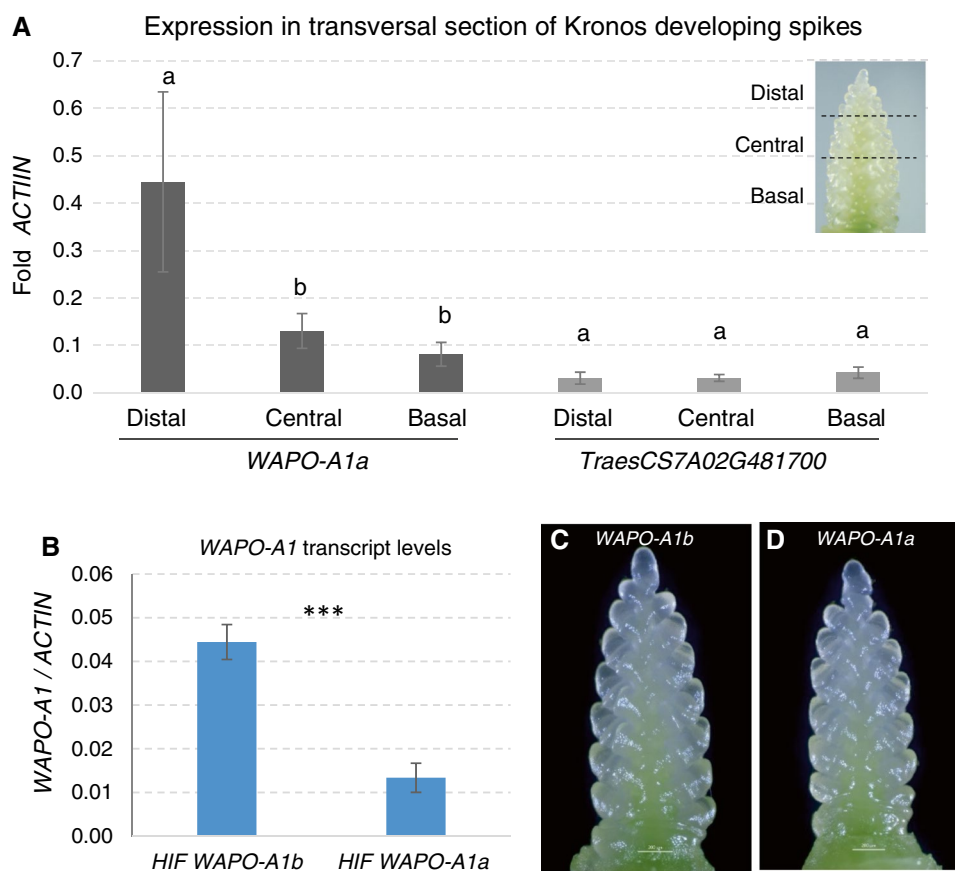 A
Expression in transversal section of Kronos developing spikes
Fold ACTIIN
0.7
0.6
0.5
0.4
0.3
0.2
0.1
0.0
a
b
b
a
a
a
Distal
Central
Basal
Distal
Central
Basal
Distal
Central
Basal
WAPO-A1a
TraesCS7A02G481700
B
WAPO-A1 transcript levels
WAPO-A1 / ACTIN
0.06
0.05
0.04
0.03
0.02
0.01
0.00
***
HIF WAPO-A1b
HIF WAPO-A1a
C
WAPO-A1b
D
WAPO-A1a